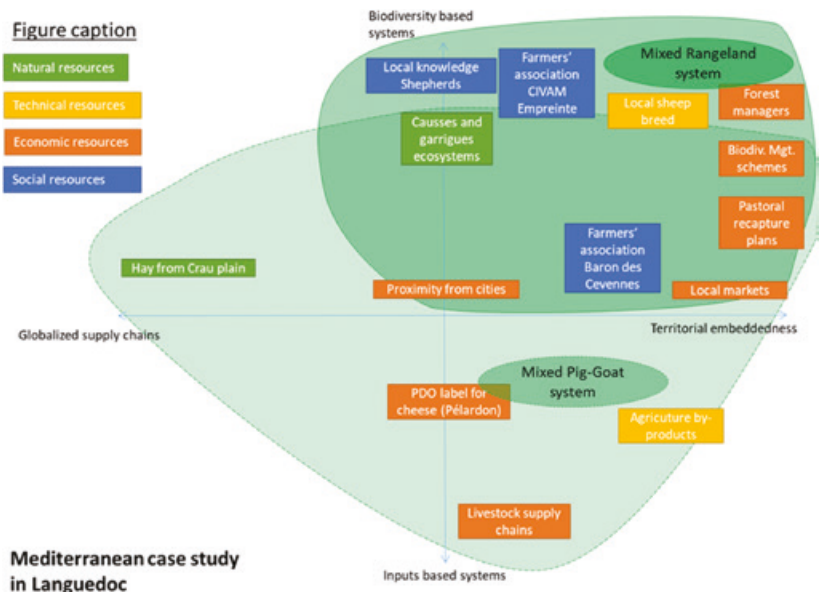 Figure caption
Natural resources
Technical resources
Economic resources
Social resources
Biodiversity based
systems
Mixed Rangeland
system
Local knowledge
Shepherds
Farmers'
association
CIVAM
Empreinte
Local sheep
breed
Forest
managers
Causses and
garrigues
ecosystems
Biodiv. Mgt.
schemes
Pastoral
recapture
plans
Farmers'
association
Baron des
Cevennes
Hay from Crau plain
Proximity from cities
Local markets
Globalized supply chains
Territorial embeddedness
Mixed Pig-Goat
system
PDO label for
cheese (Pélardon)
Agricuture by-
products
Livestock supply
chains
Mediterranean case study
in Languedoc
Inputs based systems